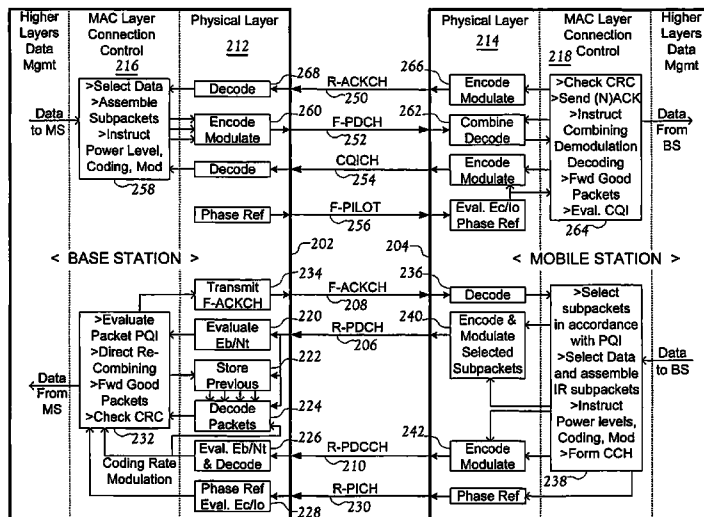 Higher
Layers
Data
Mgmt
MAC Layer
Connection
Control
216
Physical Layer
212
Physical Layer
214
MAC Layer
Connection
Control
218
Higher
Layers
Data
Mgmt
Data
to MS
>Select Data
>Assemble
Subpackets
>Instruct
Power Level,
Coding, Mod
258
Decode
268
Encode
Modulate
260
Decode
Phase Ref
R-ACKCH
250
F-PDCH
252
CQICH
254
F-PILOT
256
266
Encode
Modulate
262
Combine
Decode
Encode
Modulate
Eval. Ec/Io
Phase Ref
>Check CRC
>Send (N)ACK
>Instruct
Combining
Demodulation
Decoding
>Fwd Good
Packets
>Eval. CQI
264
Data
From
BS
202
204
< BASE STATION >
< MOBILE STATION >
Transmit
F-ACKCH
234
Evaluate
Eb/Nt
220
Store
Previous
222
Decode
Packets
224
Eval. Eb/Nt
& Decode
226
Phase Ref
Eval. Ec/Io
228
>Evaluate
Packet PQI
>Direct Re-
Combining
>Fwd Good
Packets
>Check CRC
232
Data
From
MS
Coding Rate
Modulation
F-ACKCH
208
R-PDCH
206
R-PDCCH
210
R-PICH
230
236
Decode
240
Encode &
Modulate
Selected
Subpackets
242
Encode
Modulate
Phase Ref
>Select
subpackets
in accordance
with PQI
>Select Data
and assemble
IR subpackets
>Instruct
Power levels,
Coding, Mod
>Form CCH
238
Data
to BS